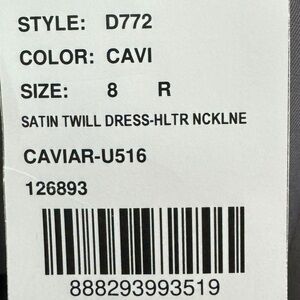 STYLE: D772
COLOR: CAVI
SIZE: 8 R
SATIN TWILL DRESS-HLTR NCKLNE
CAVIAR-U516
126893
888293993519